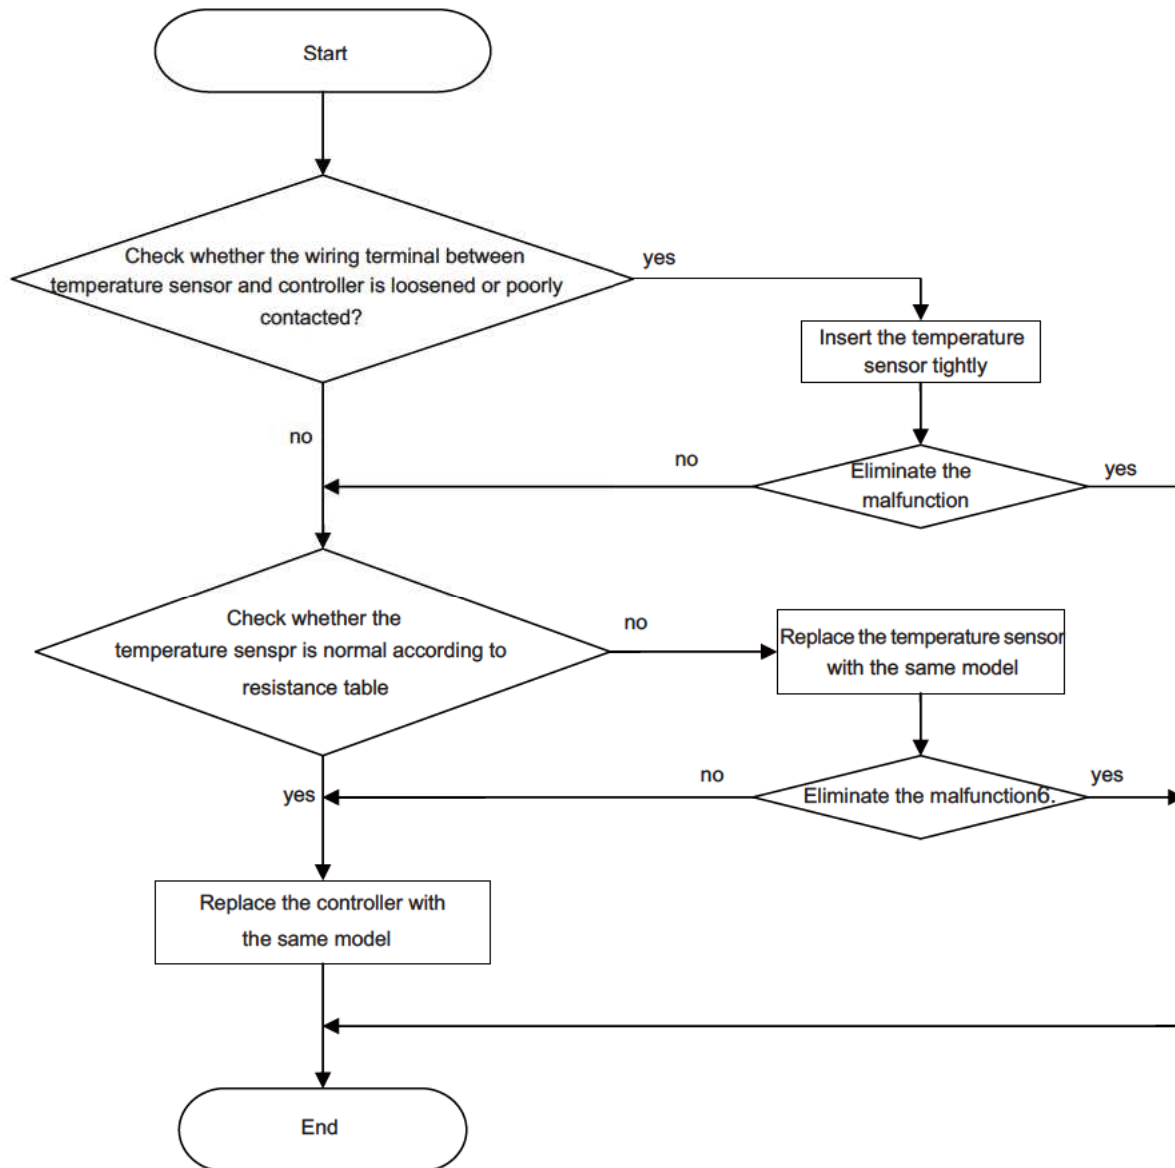 Start
Check whether the wiring terminal between
temperature sensor and controller is loosened or poorly
contacted?
yes
Insert the temperature
sensor tightly
no
no
Eliminate the
malfunction
yes
Check whether the
temperature senspr is normal according to
resistance table
no
Replace the temperature sensor
with the same model
yes
no
Eliminate the malfunction6.
yes
Replace the controller with
the same model
End